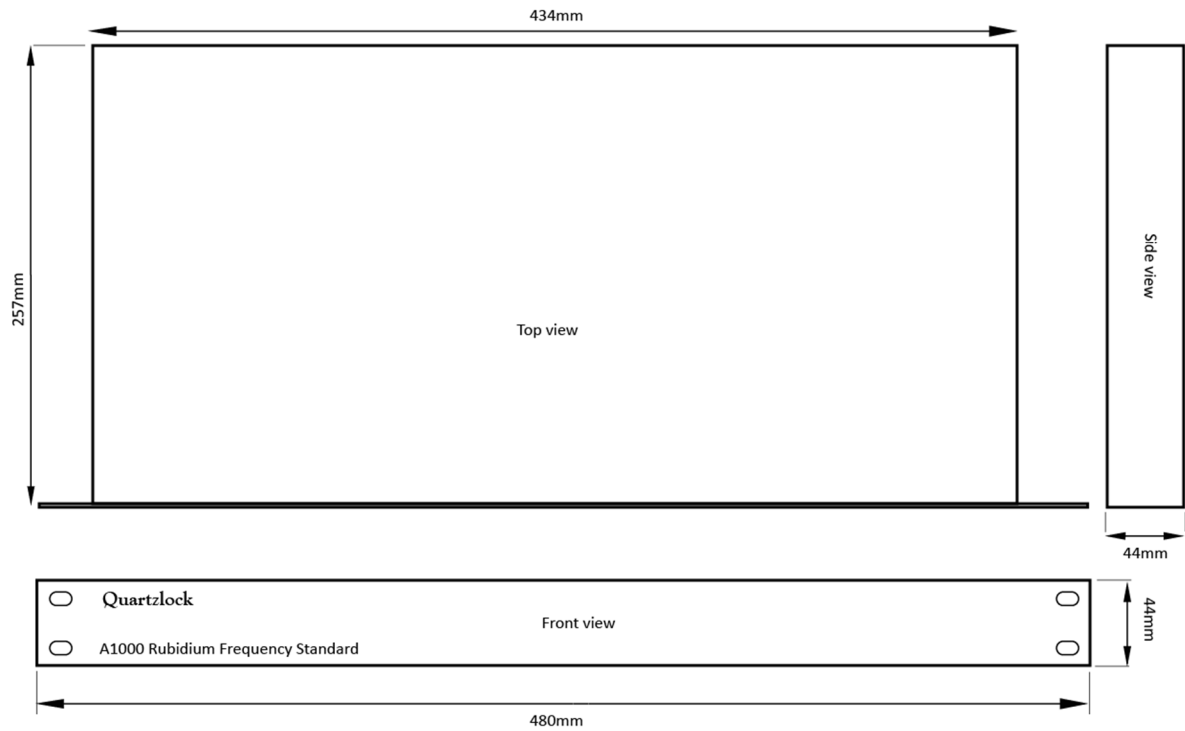 434mm
257mm
Top view
Side view
44mm
Quartzlock
Front view
A1000 Rubidium Frequency Standard
44mm
480mm